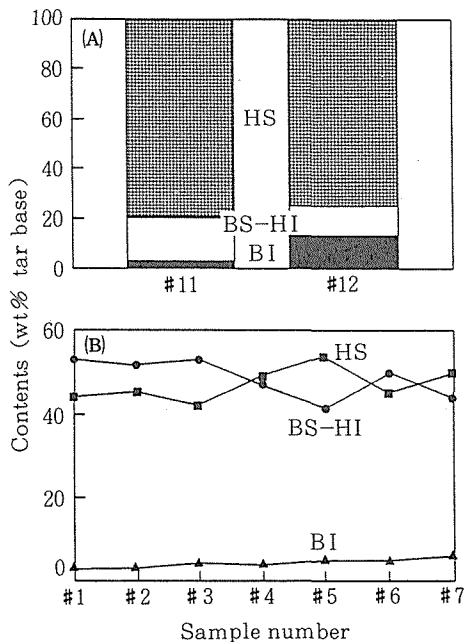 (A)
100
80
60
40
20
0
HS
BS-HI
BI
#11
#12
Contents (wt% tar base)
(B)
60
40
20
0
HS
BS-HI
BI
#1
#2
#3
#4
#5
#6
#7
Sample number